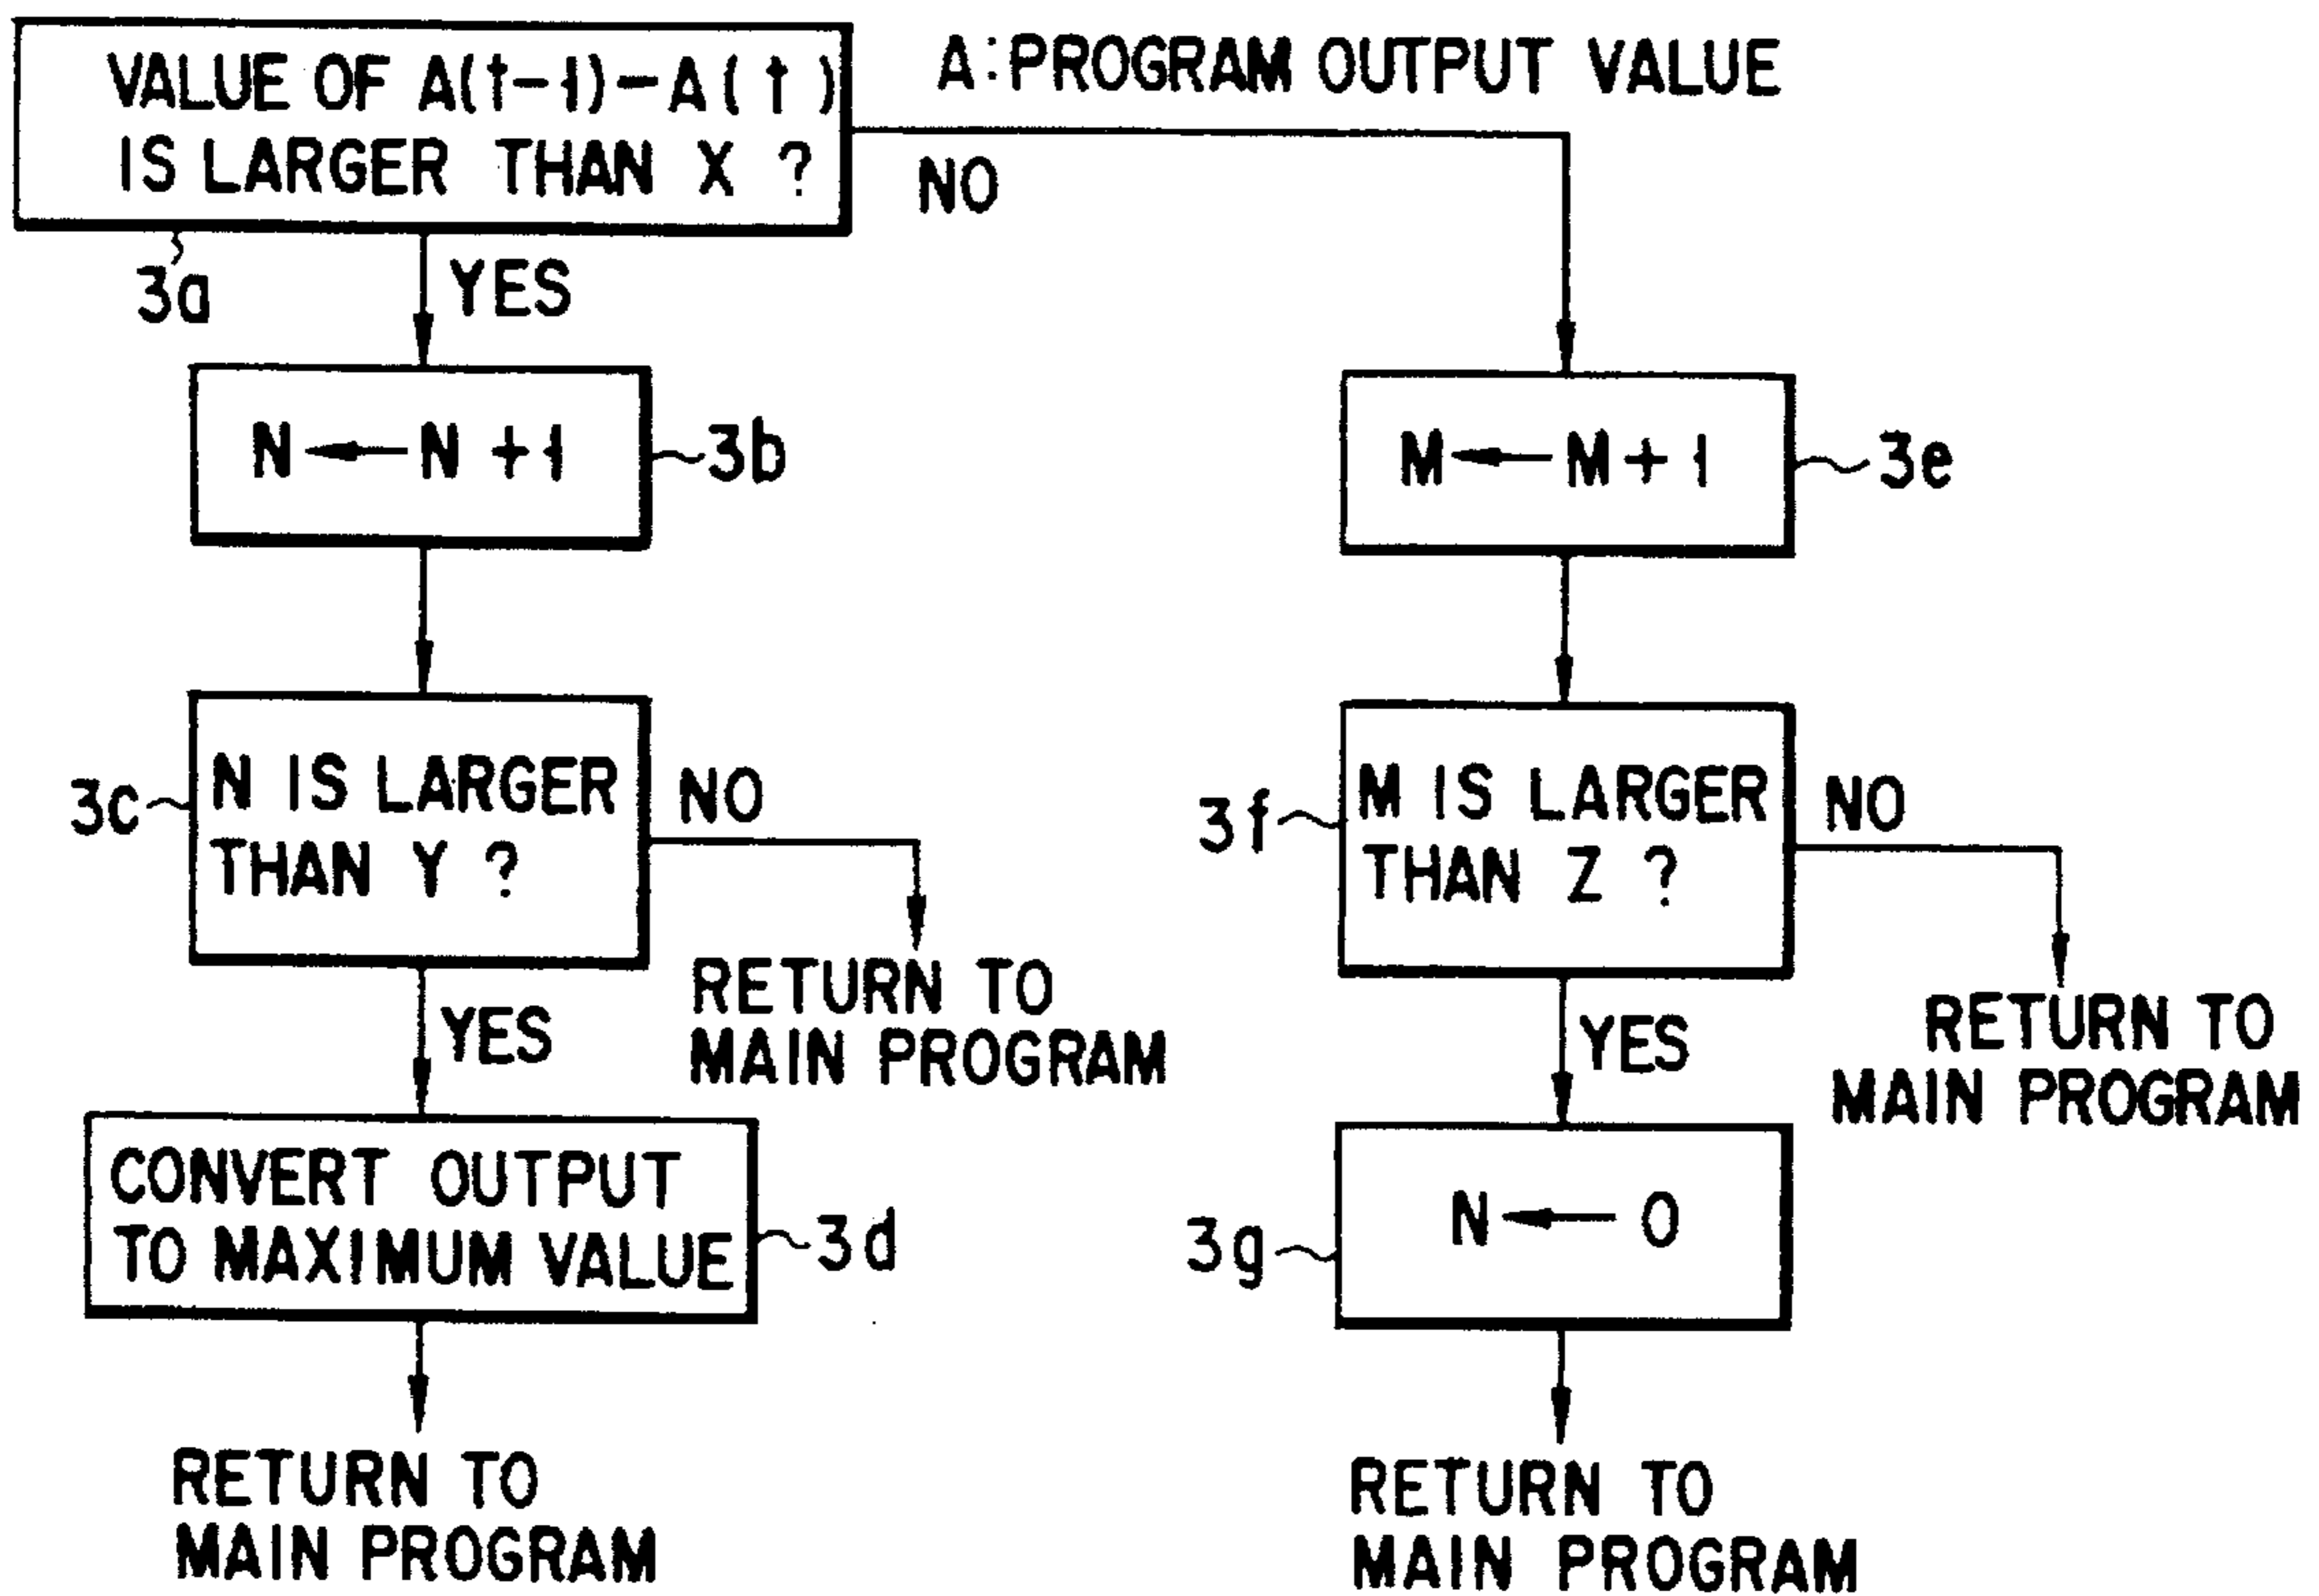 VALUE OF A(t-1)-A(t)
IS LARGER THAN X ?
A:PROGRAM OUTPUT VALUE
NO
3a
YES
N←N+1
3b
M←M+1
3e
3c
N IS LARGER
THAN Y ?
NO
RETURN TO
MAIN PROGRAM
3f
M IS LARGER
THAN Z ?
NO
RETURN TO
MAIN PROGRAM
YES
YES
CONVERT OUTPUT
TO MAXIMUM VALUE
3d
3g
N←0
RETURN TO
MAIN PROGRAM
RETURN TO
MAIN PROGRAM